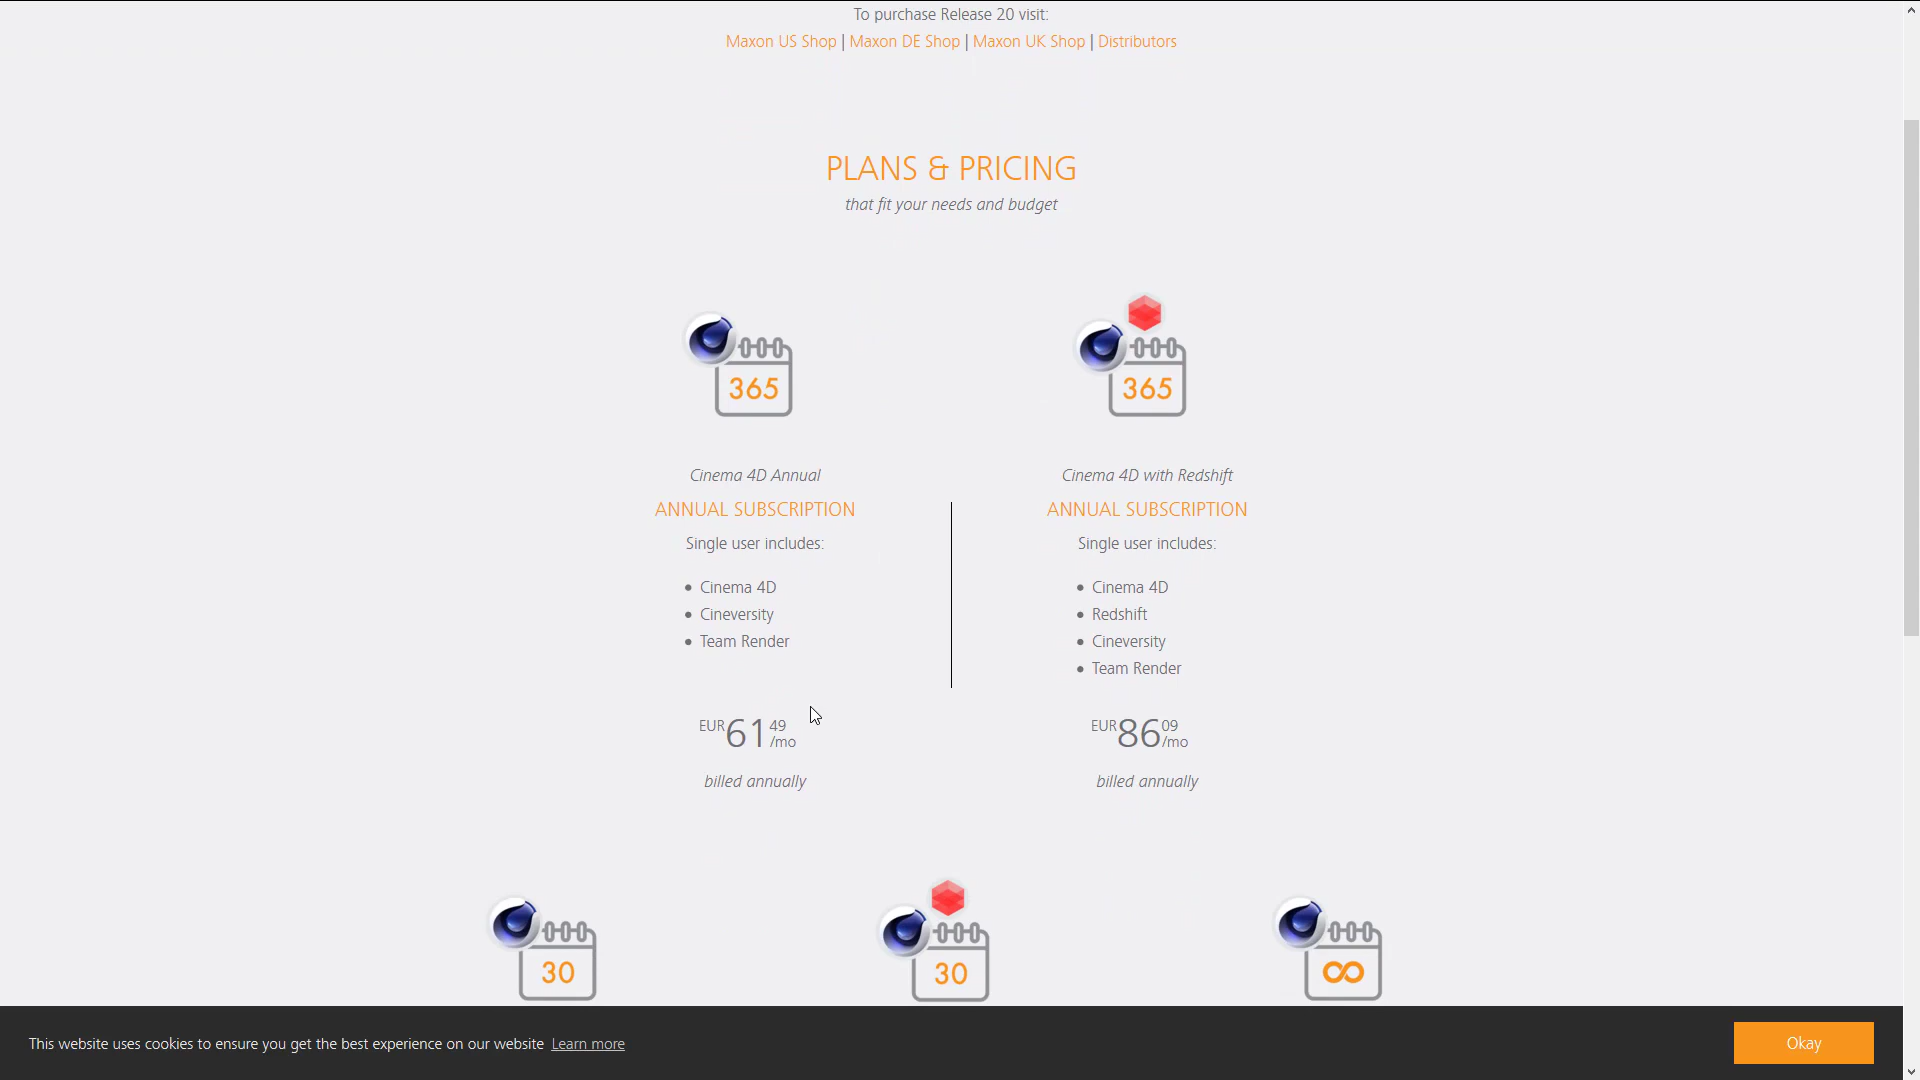 To purchase Release 20 visit:
Maxon US Shop | Maxon DE Shop | Maxon UK Shop | Distributors
PLANS & PRICING
that fit your needs and budget
365
365
Cinema 4D Annual
ANNUAL SUBSCRIPTION
Single user includes:
• Cinema 4D
• Cineversity
• Team Render
EUR 61 49 /mo
billed annually
Cinema 4D with Redshift
ANNUAL SUBSCRIPTION
Single user includes:
• Cinema 4D
• Redshift
• Cineversity
• Team Render
EUR 86 09 /mo
billed annually
30
30
∞
This website uses cookies to ensure you get the best experience on our website Learn more
Okay